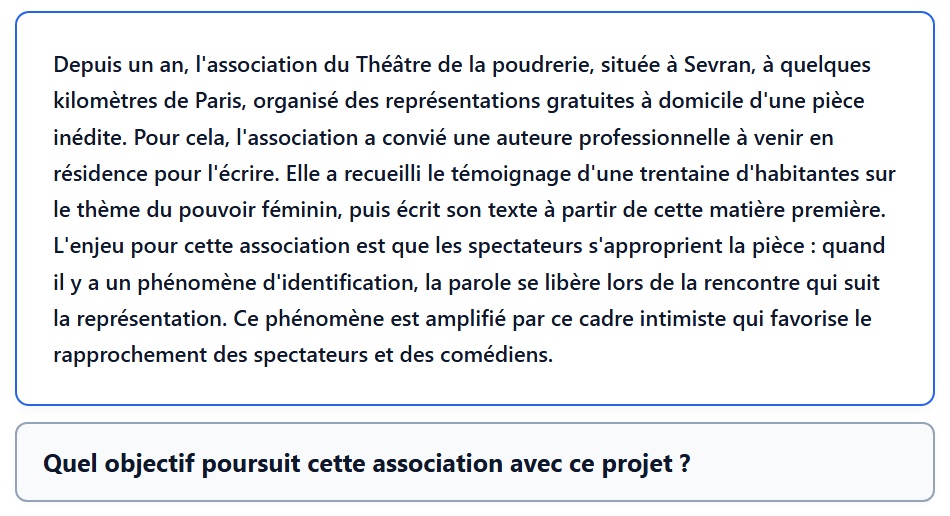 Depuis un an, l'association du Théâtre de la poudrerie, située à Sevran, à quelques
kilomètres de Paris, organisé des représentations gratuites à domicile d'une pièce
inédite. Pour cela, l'association a convié une auteure professionnelle à venir en
résidence pour l'écrire. Elle a recueilli le témoignage d'une trentaine d'habitantes sur
le thème du pouvoir féminin, puis écrit son texte à partir de cette matière première.
L'enjeu pour cette association est que les spectateurs s'approprient la pièce : quand
il y a un phénomène d'identification, la parole se libère lors de la rencontre qui suit
la représentation. Ce phénomène est amplifié par ce cadre intimiste qui favorise le
rapprochement des spectateurs et des comédiens.
Quel objectif poursuit cette association avec ce projet ?